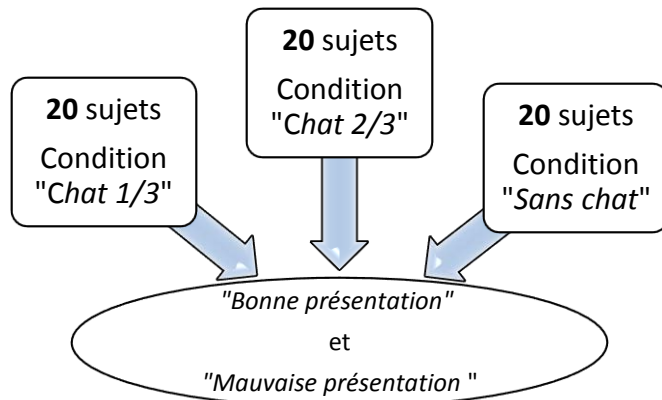 20 sujets
Condition
"Chat 1/3"
20 sujets
Condition
"Chat 2/3"
20 sujets
Condition
"Sans chat"
"Bonne présentation"
et
"Mauvaise présentation "